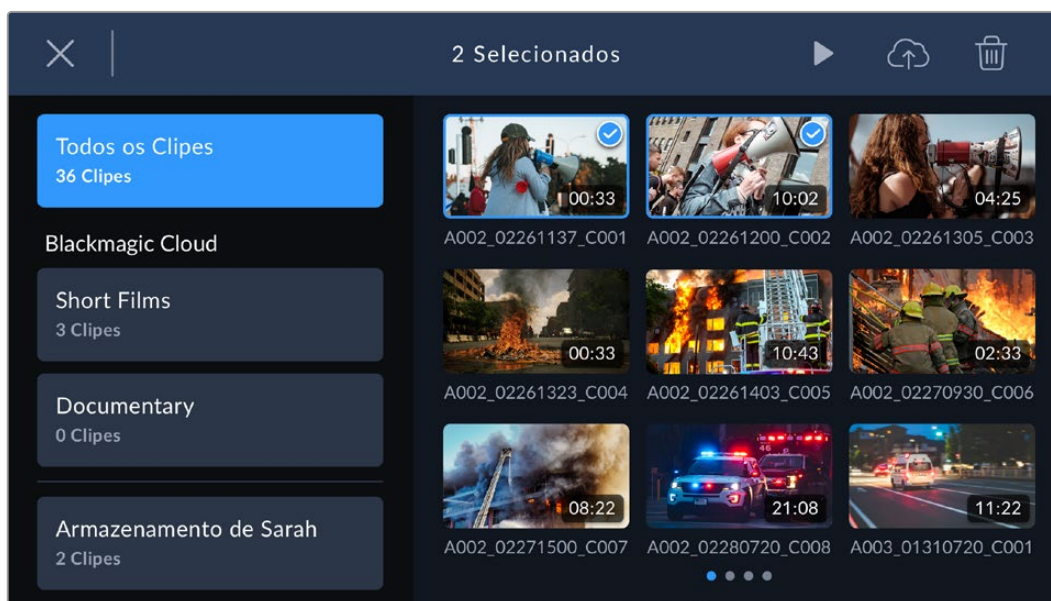 2 Selecionados
Todos os Clipes
36 Clipes
Blackmagic Cloud
Short Films
3 Clipes
Documentary
0 Clipes
Armazenamento de Sarah
2 Clipes
00:33
10:02
04:25
A002_02261137_C001
A002_02261200_C002
A002_02261305_C003
00:33
10:43
02:33
A002_02261323_C004
A002_02261403_C005
A002_02270930_C006
08:22
21:08
11:22
A002_02271500_C007
A002_02280720_C008
A003_01310720_C001